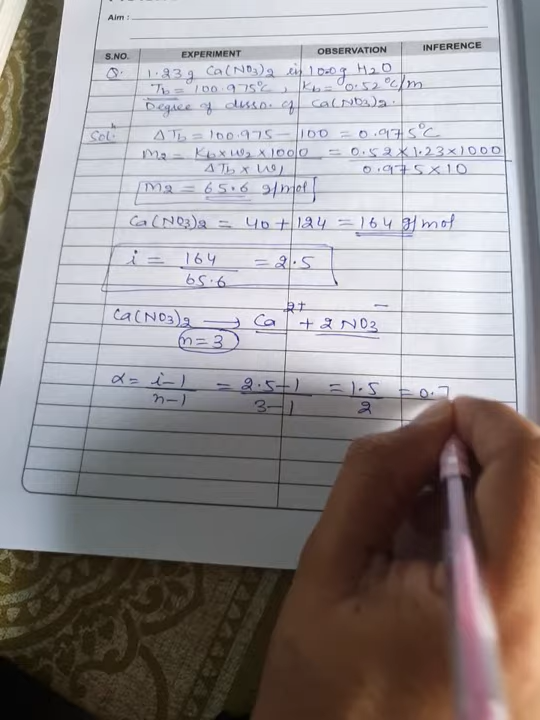 Aim :
S.NO. EXPERIMENT OBSERVATION INFERENCE
Q. 1.23g Ca(NO3)2 in 10.0g H2O
Tb = 100.975°C, Kb = 0.52 °C/m
Degree of disso. of Ca(NO3)2.
Sol: ΔTb = 100.975 – 100 = 0.975°C
M2 = Kb × w2 × 1000 / ΔTb × w1 = 0.52 × 1.23 × 1000 / 0.975 × 10
M2 = 65.6 g/mol
Ca(NO3)2 = 40 + 124 = 164 g/mol
i = 164 / 65.6 = 2.5
Ca(NO3)2 → Ca2+ + 2NO3–
n = 3
α = i – 1 / n – 1 = 2.5 – 1 / 3 – 1 = 1.5 / 2 = 0.7